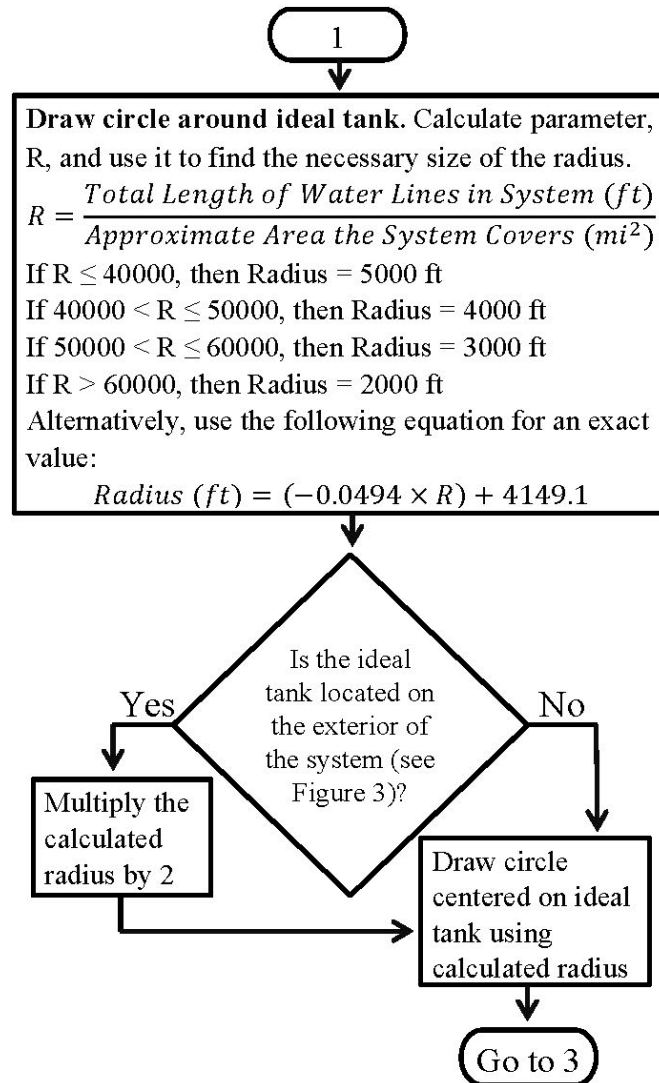 1
Draw circle around ideal tank. Calculate parameter,
R, and use it to find the necessary size of the radius.
R = Total Length of Water Lines in System (ft) / Approximate Area the System Covers (mi²)
If R ≤ 40000, then Radius = 5000 ft
If 40000 < R ≤ 50000, then Radius = 4000 ft
If 50000 < R ≤ 60000, then Radius = 3000 ft
If R > 60000, then Radius = 2000 ft
Alternatively, use the following equation for an exact
value:
Radius (ft) = (−0.0494 × R) + 4149.1
Is the ideal
tank located on
the exterior of
the system (see
Figure 3)?
Yes
No
Multiply the
calculated
radius by 2
Draw circle
centered on ideal
tank using
calculated radius
Go to 3